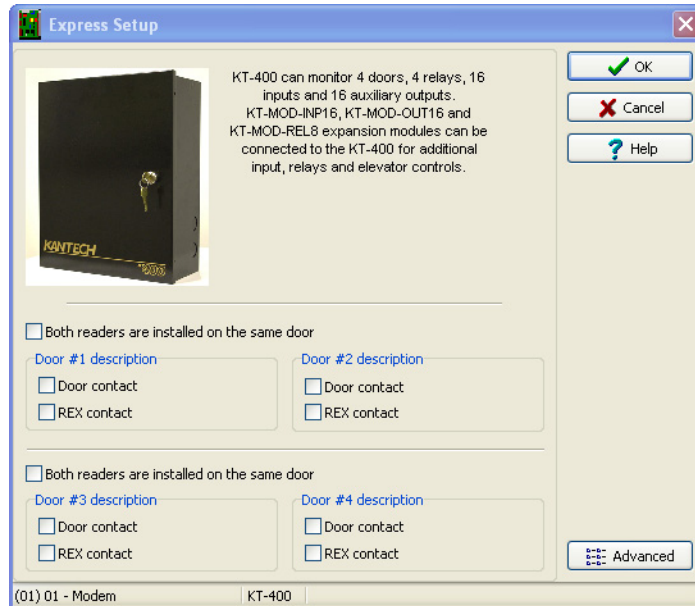 Express Setup
KT-400 can monitor 4 doors, 4 relays, 16
inputs and 16 auxiliary outputs.
KT-MOD-INP16, KT-MOD-OUT16 and
KT-MOD-REL8 expansion modules can be
connected to the KT-400 for additional
input, relays and elevator controls.
OK
Cancel
Help
KANTECH
Both readers are installed on the same door
Door #1 description
Door contact
REX contact
Door #2 description
Door contact
REX contact
Both readers are installed on the same door
Door #3 description
Door contact
REX contact
Door #4 description
Door contact
REX contact
Advanced
(01) 01 - Modem
KT-400